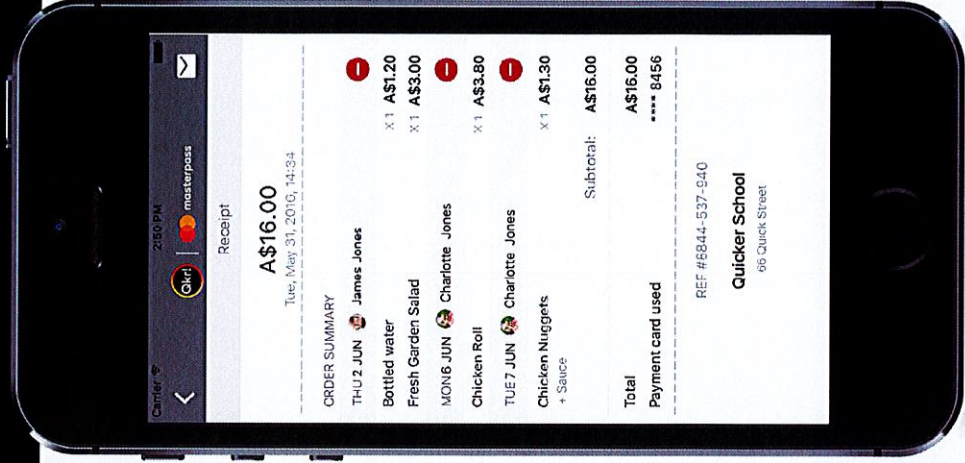 Carrier 2:50 PM
Qkr! masterpass
Receipt
A$16.00
Tue, May 31, 2016, 14:34
ORDER SUMMARY
THU 2 JUN James Jones
Bottled water X 1 A$1.20
Fresh Garden Salad X 1 A$3.00
MON 6 JUN Charlotte Jones
Chicken Roll X 1 A$3.80
TUE 7 JUN Charlotte Jones
Chicken Nuggets X 1 A$1.30
+ Sauce
Subtotal: A$16.00
Total A$16.00
Payment card used **** 8456
REF #6844-537-940
Quicker School
66 Quick Street